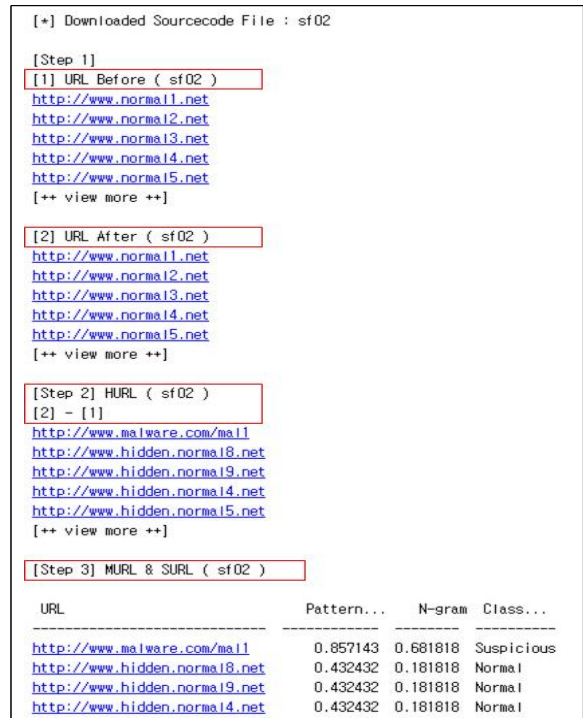 [*] Downloaded Sourcecode File : sf02
[Step 1]
[1] URL Before ( sf02 )
http://www.normal1.net
http://www.normal2.net
http://www.normal3.net
http://www.normal4.net
http://www.normal5.net
[++ view more ++]
[2] URL After ( sf02 )
http://www.normal1.net
http://www.normal2.net
http://www.normal3.net
http://www.normal4.net
http://www.normal5.net
[++ view more ++]
[Step 2] HURL ( sf02 )
[2] - [1]
http://www.malware.com/mal1
http://www.hidden.normal8.net
http://www.hidden.normal9.net
http://www.hidden.normal4.net
http://www.hidden.normal5.net
[++ view more ++]
[Step 3] MURL & SURL ( sf02 )
URL Pattern... N-gram Class...
----------------------------- ------------ -------- ----------
http://www.malware.com/mal1 0.857143 0.681818 Suspicious
http://www.hidden.normal8.net 0.432432 0.181818 Normal
http://www.hidden.normal9.net 0.432432 0.181818 Normal
http://www.hidden.normal4.net 0.432432 0.181818 Normal